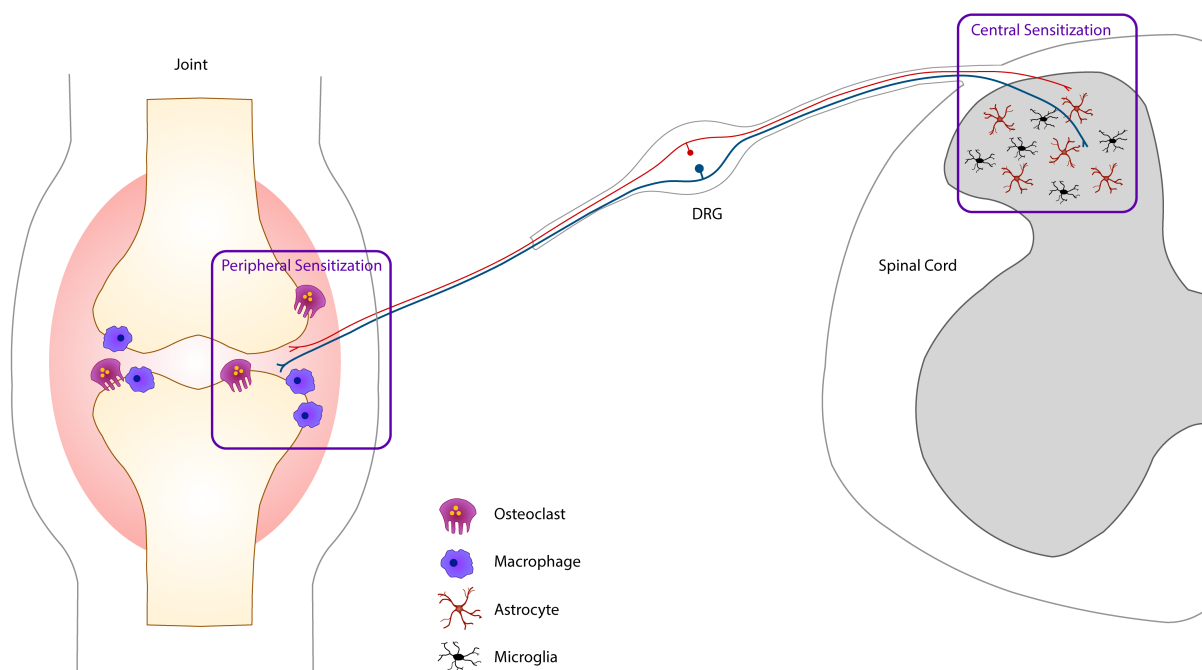 Joint
Central Sensitization
DRG
Peripheral Sensitization
Spinal Cord
Osteoclast
Macrophage
Astrocyte
Microglia